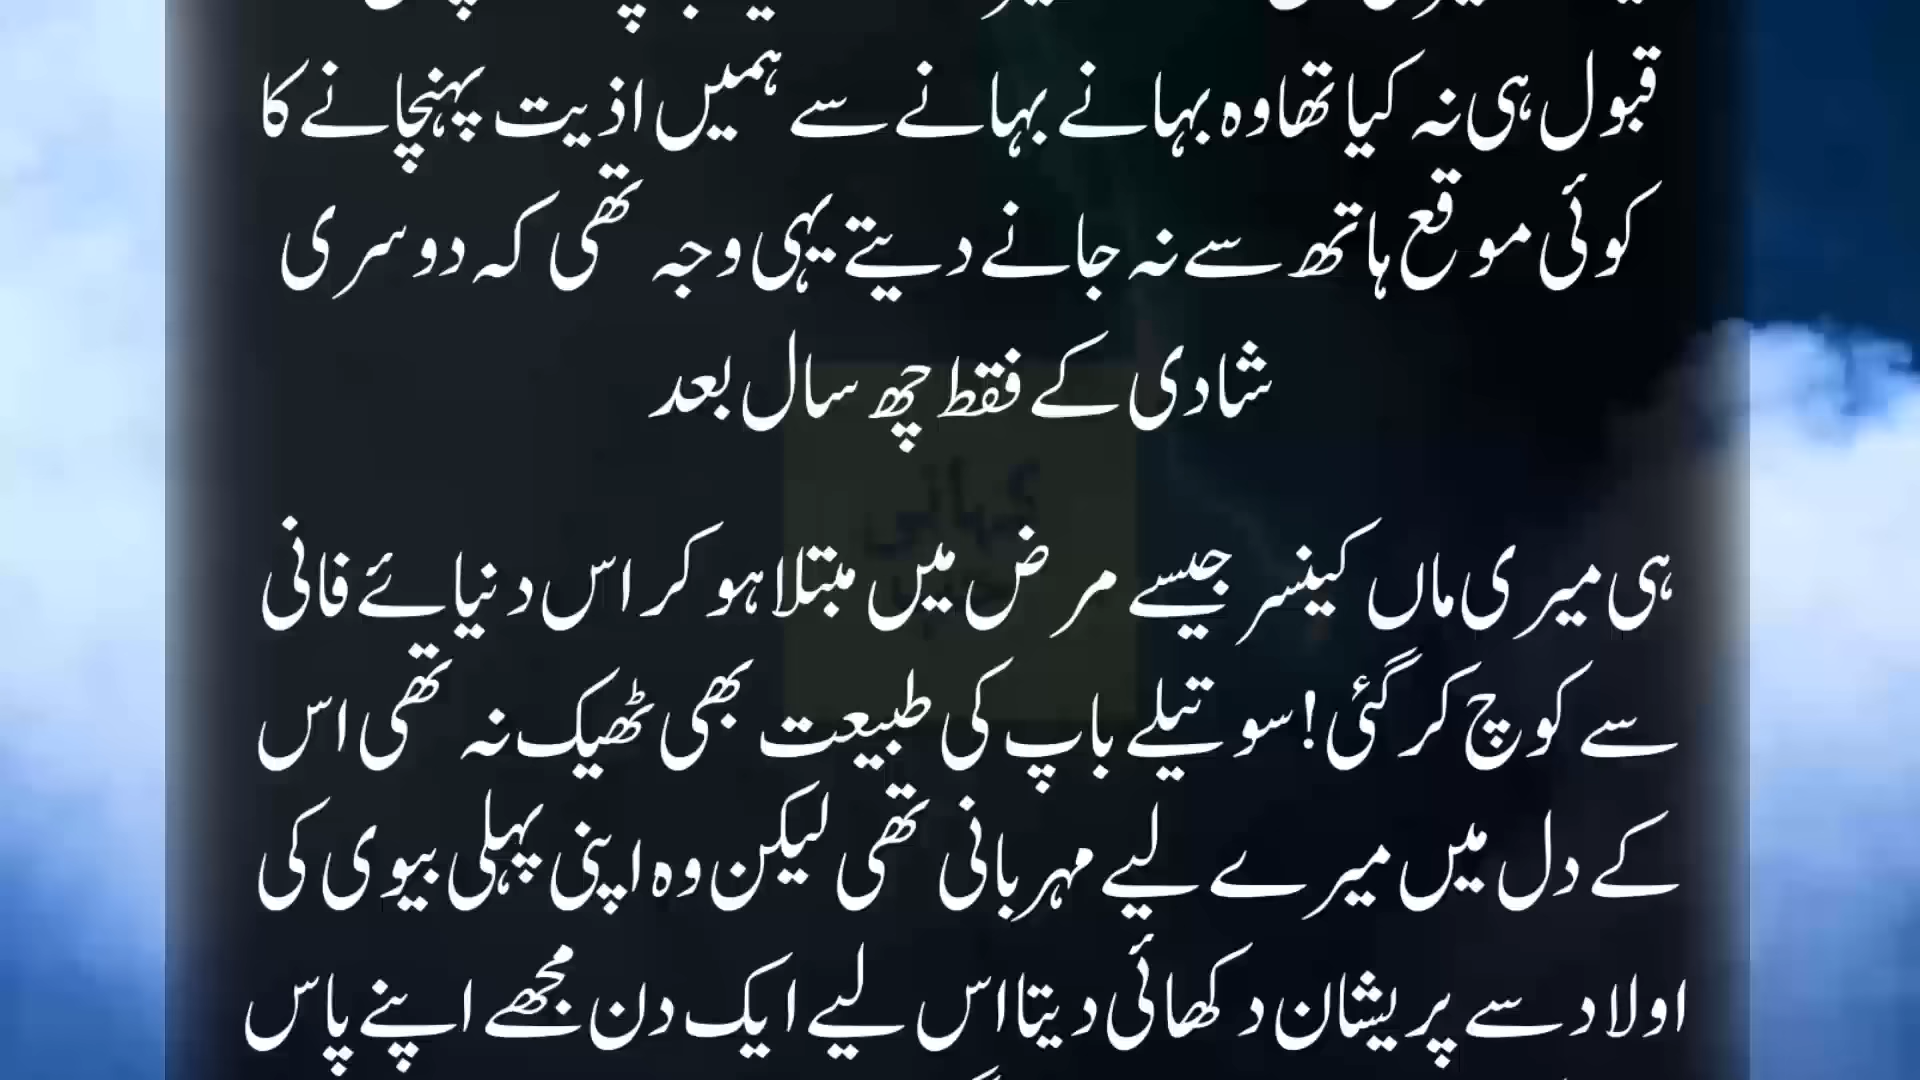 قبول ہی نہ کیا تھا وہ بہانے بہانے سے ہمیں اذیت پہنچانے کا
کوئی موقع ہاتھ سے نہ جانے دیتے یہی وجہ تھی کہ دوسری
شادی کے فقط چھ سال بعد
ہی میری ماں کینسر جیسے مرض میں مبتلا ہو کر اس دنیائے فانی
سے کوچ کر گئی! سوتیلے باپ کی طبیعت بھی ٹھیک نہ تھی اس
کے دل میں میرے لیے مہربانی تھی لیکن وہ اپنی پہلی بیوی کی
اولاد سے پریشان دکھائی دیتا اس لیے ایک دن مجھے اپنے پاس